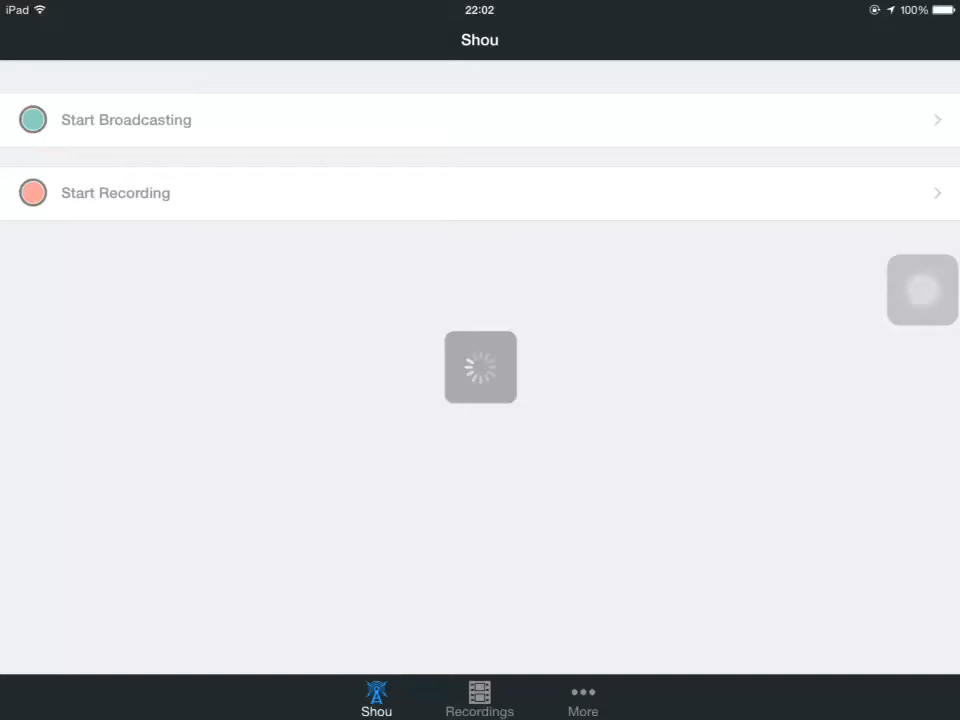 iPad 22:02 100%
Shou
Start Broadcasting
Start Recording
Shou Recordings More